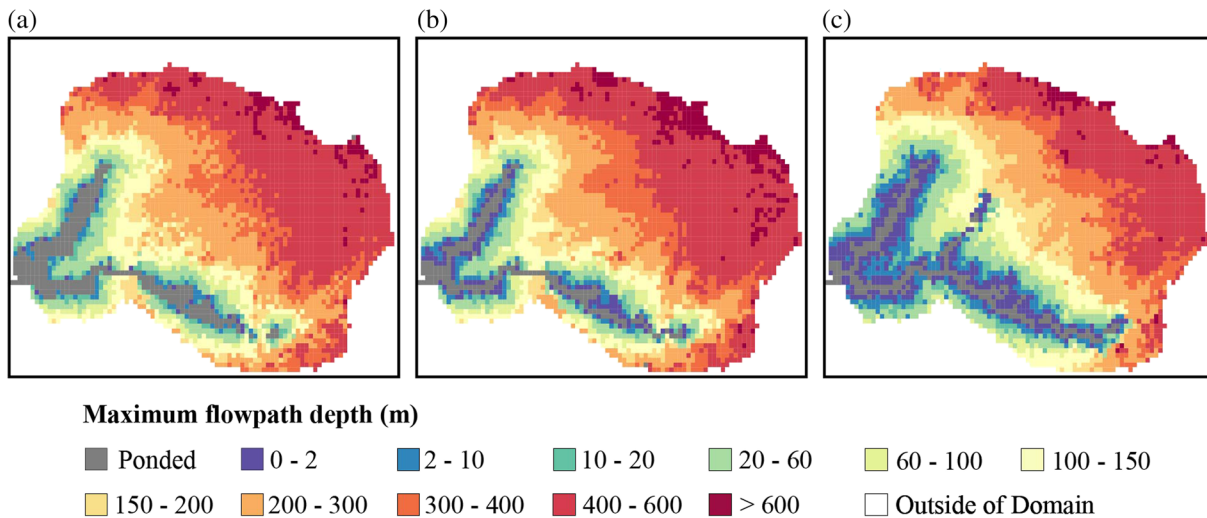 (a) (b) (c)
Maximum flowpath depth (m)
Ponded 0 - 2 2 - 10 10 - 20 20 - 60 60 - 100 100 - 150
150 - 200 200 - 300 300 - 400 400 - 600 > 600 Outside of Domain